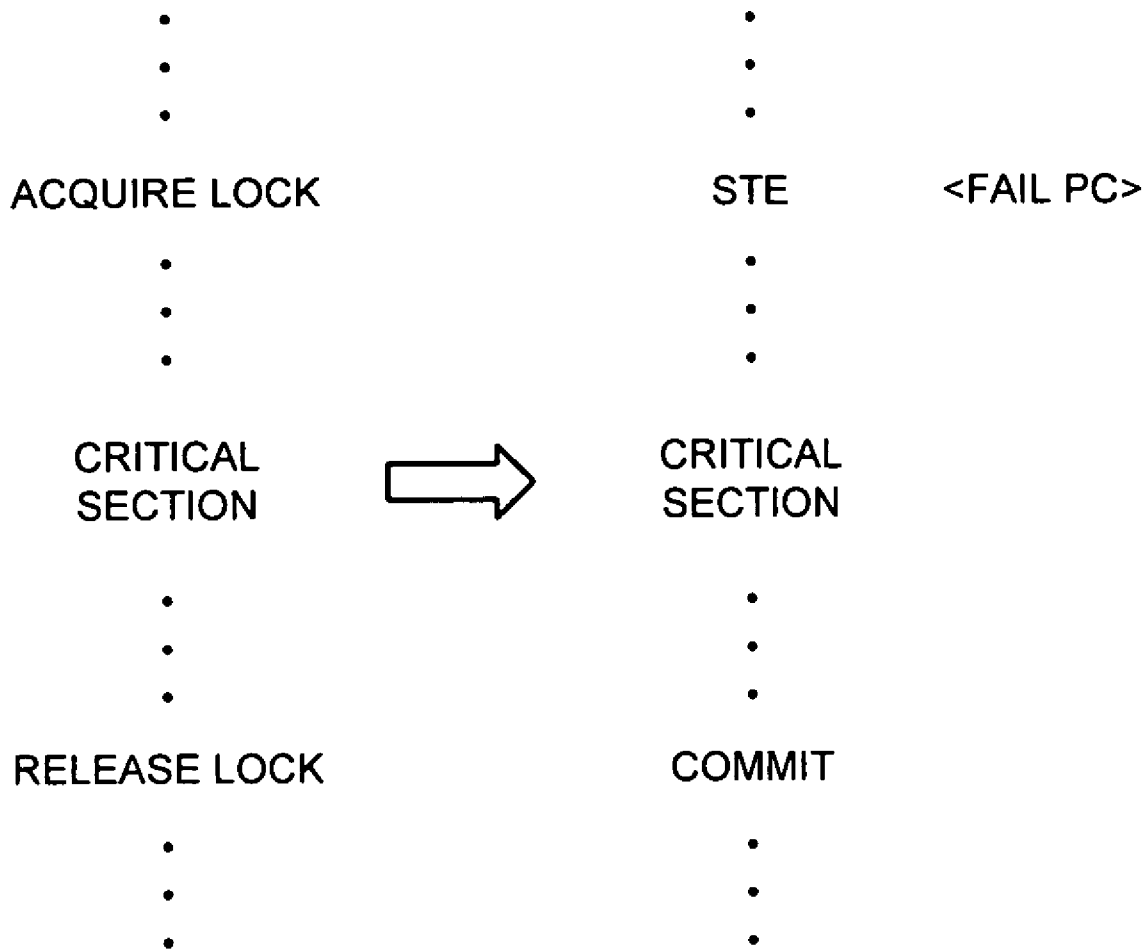 ACQUIRE LOCK
STE <FAIL PC>
CRITICAL
SECTION
CRITICAL
SECTION
RELEASE LOCK
COMMIT